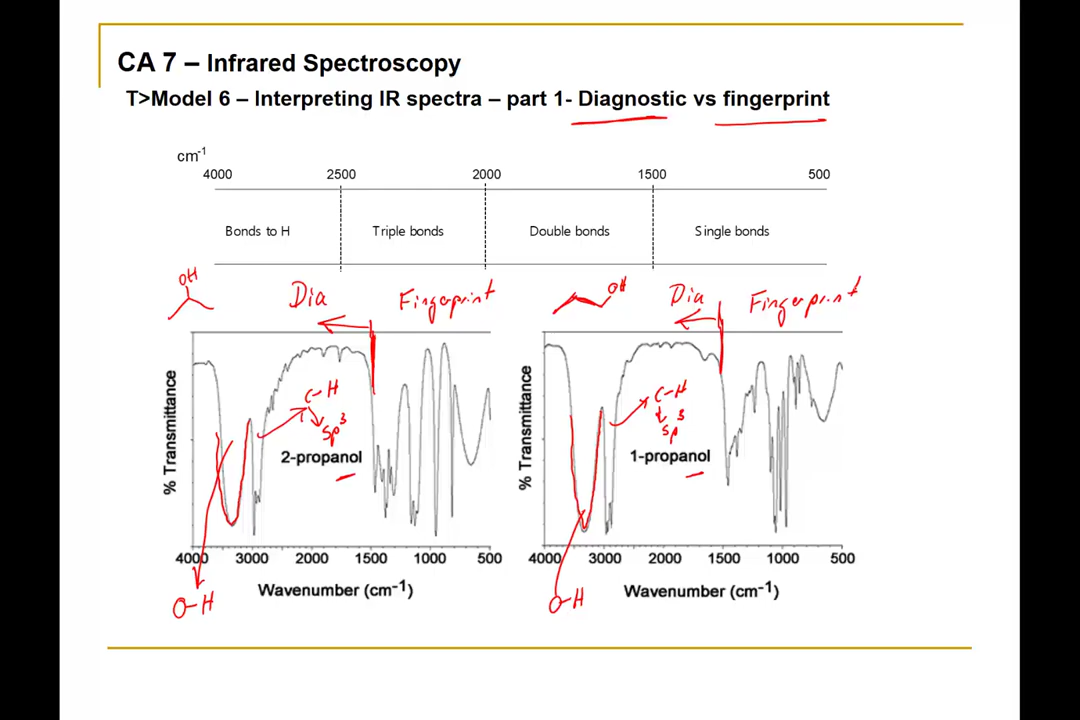 CA 7 – Infrared Spectroscopy
T>Model 6 – Interpreting IR spectra – part 1- Diagnostic vs fingerprint
cm-1
4000 2500 2000 1500 500
Bonds to H Triple bonds Double bonds Single bonds
OH Dia Fingerprint OH Dia Fingerprint
% Transmittance
C-H
sp3
2-propanol
4000 3000 2000 1500 1000 500
Wavenumber (cm-1)
O-H
% Transmittance
C-H
sp3
1-propanol
4000 3000 2000 1500 1000 500
Wavenumber (cm-1)
O-H